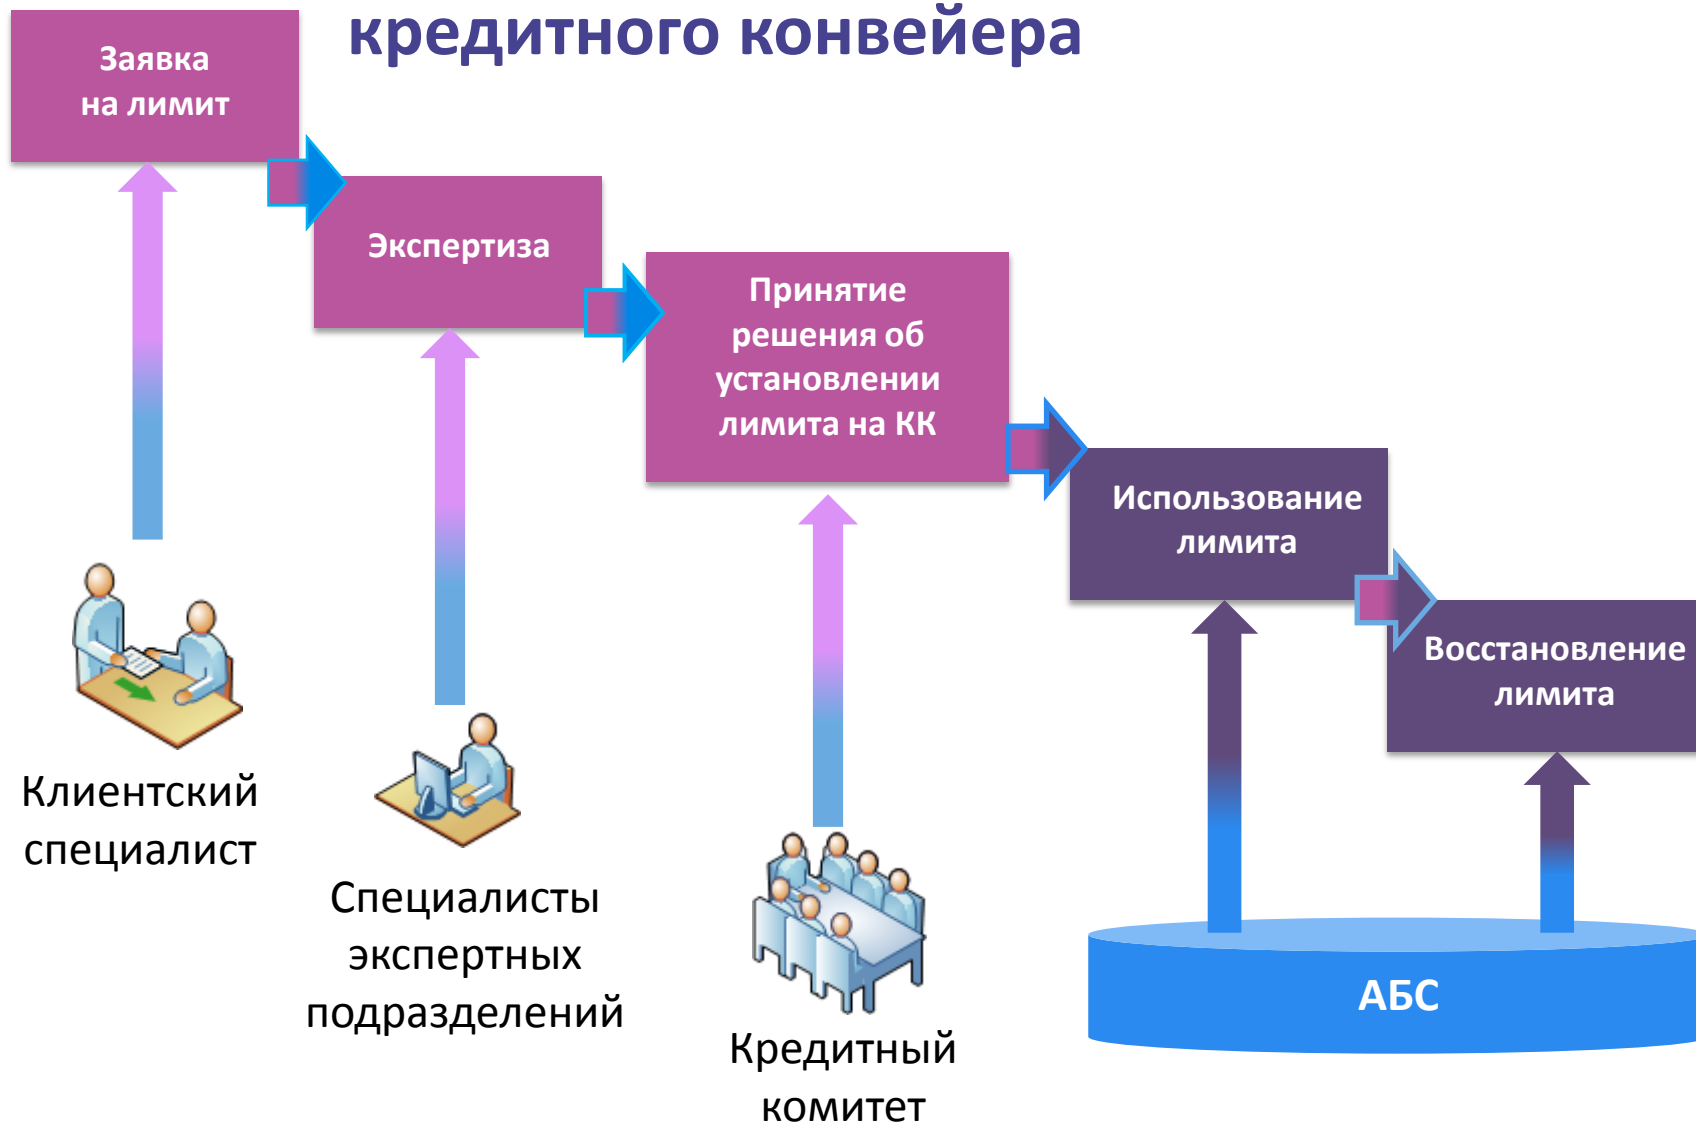 кредитного конвейера
Заявка
на лимит
Экспертиза
Принятие
решения об
установлении
лимита на КК
Использование
лимита
Восстановление
лимита
Клиентский
специалист
Специалисты
экспертных
подразделений
Кредитный
комитет
АБС